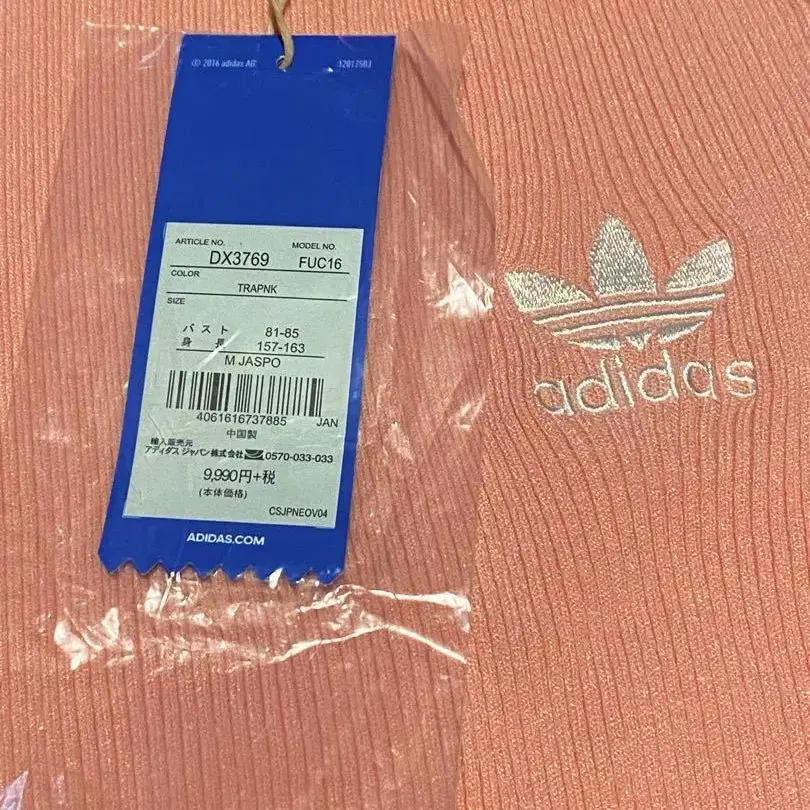 © 2016 adidas AG
12013503
ARTICLE NO. MODEL NO.
DX3769 FUC16
COLOR
TRAPNK
SIZE
バスト 81-85
身長 157-163
M JASPO
4061616737885 JAN
中国製
輸入販売元
アディダス ジャパン株式会社 0570-033-033
9,990円+税
(本体価格)
CSJPNEOV04
ADIDAS.COM
adidas